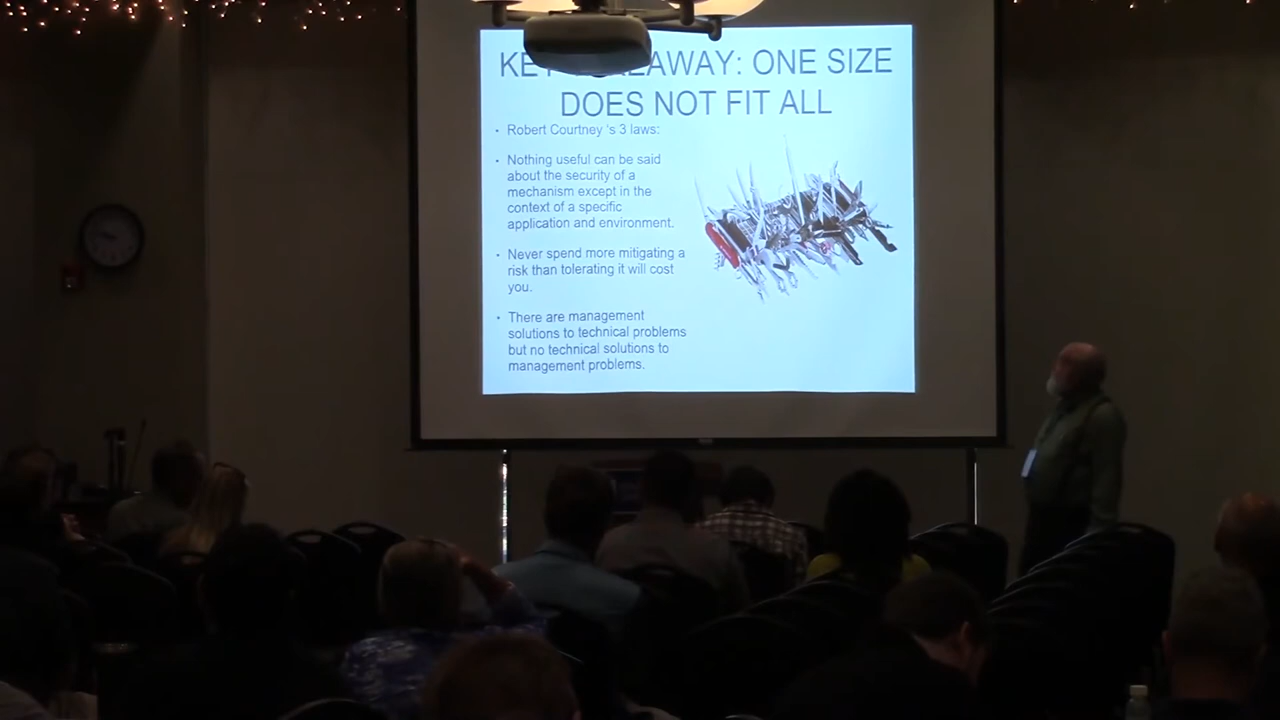 KE AWAY: ONE SIZE
DOES NOT FIT ALL
• Robert Courtney 's 3 laws:
• Nothing useful can be said
about the security of a
mechanism except in the
context of a specific
application and environment.
• Never spend more mitigating a
risk than tolerating it will cost
you.
• There are management
solutions to technical problems
but no technical solutions to
management problems.